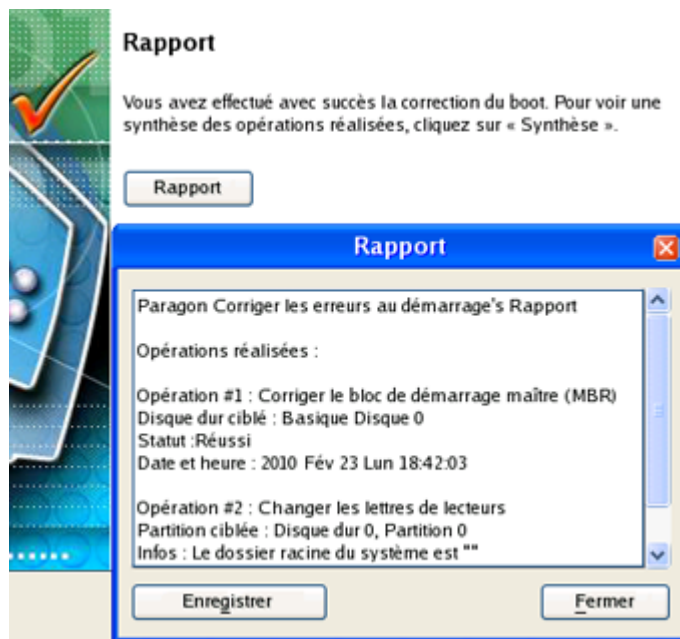 Rapport
Vous avez effectué avec succès la correction du boot. Pour voir une
synthèse des opérations réalisées, cliquez sur « Synthèse ».
Rapport
Rapport
Paragon Corriger les erreurs au démarrage's Rapport
Opérations réalisées :
Opération #1 : Corriger le bloc de démarrage maître (MBR)
Disque dur ciblé : Basique Disque 0
Statut :Réussi
Date et heure : 2010 Fév 23 Lun 18:42:03
Opération #2 : Changer les lettres de lecteurs
Partition ciblée : Disque dur 0, Partition 0
Infos : Le dossier racine du système est ""
Enregistrer
Fermer